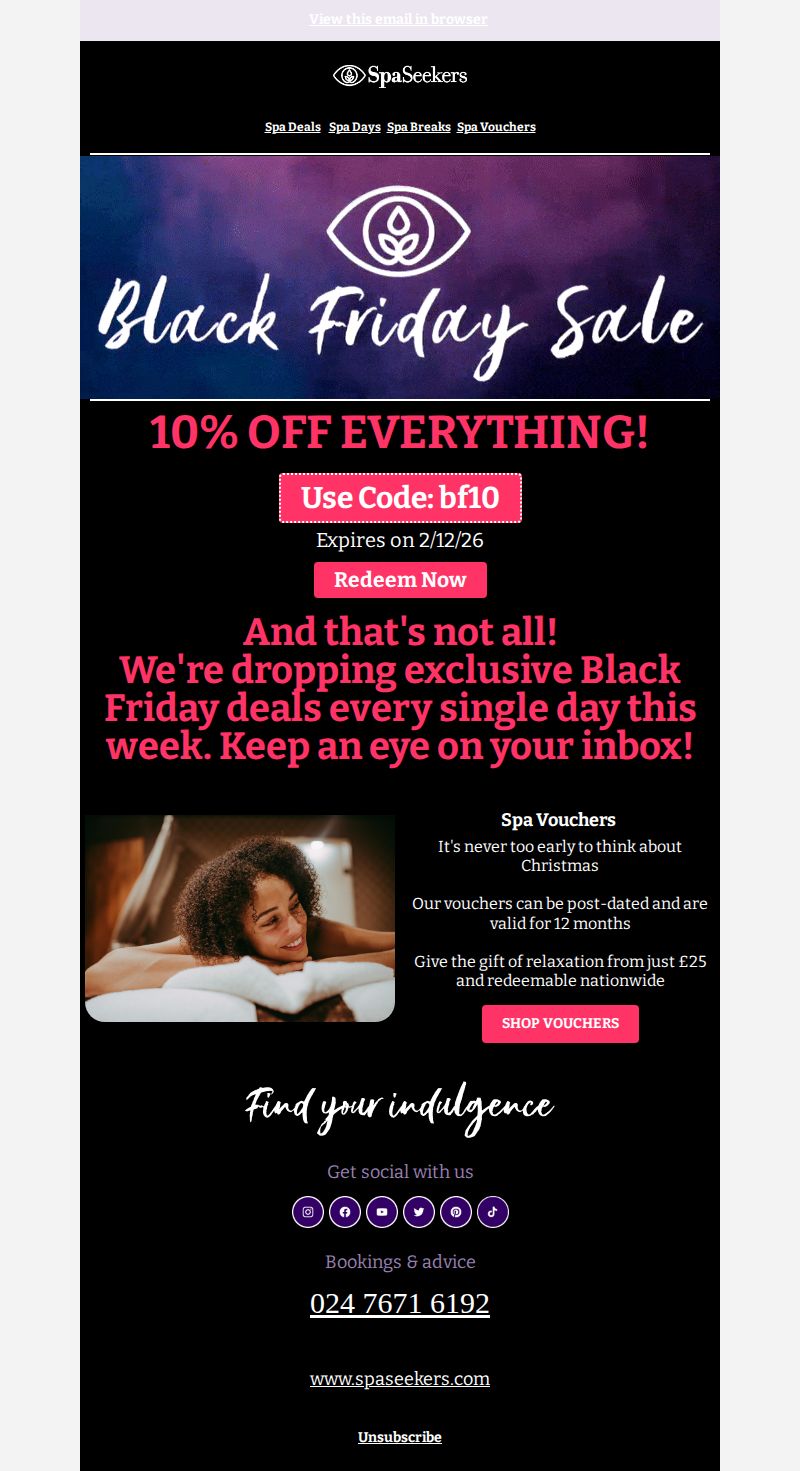 View this email in browser
SpaSeekers
Spa Deals Spa Days Spa Breaks Spa Vouchers
Black Friday Sale
10% OFF EVERYTHING!
Use Code: bf10
Expires on 2/12/26
Redeem Now
And that's not all!
We're dropping exclusive Black
Friday deals every single day this
week. Keep an eye on your inbox!
Spa Vouchers
It's never too early to think about
Christmas
Our vouchers can be post-dated and are
valid for 12 months
Give the gift of relaxation from just £25
and redeemable nationwide
SHOP VOUCHERS
Find your indulgence
Get social with us
Bookings & advice
024 7671 6192
www.spaseekers.com
Unsubscribe